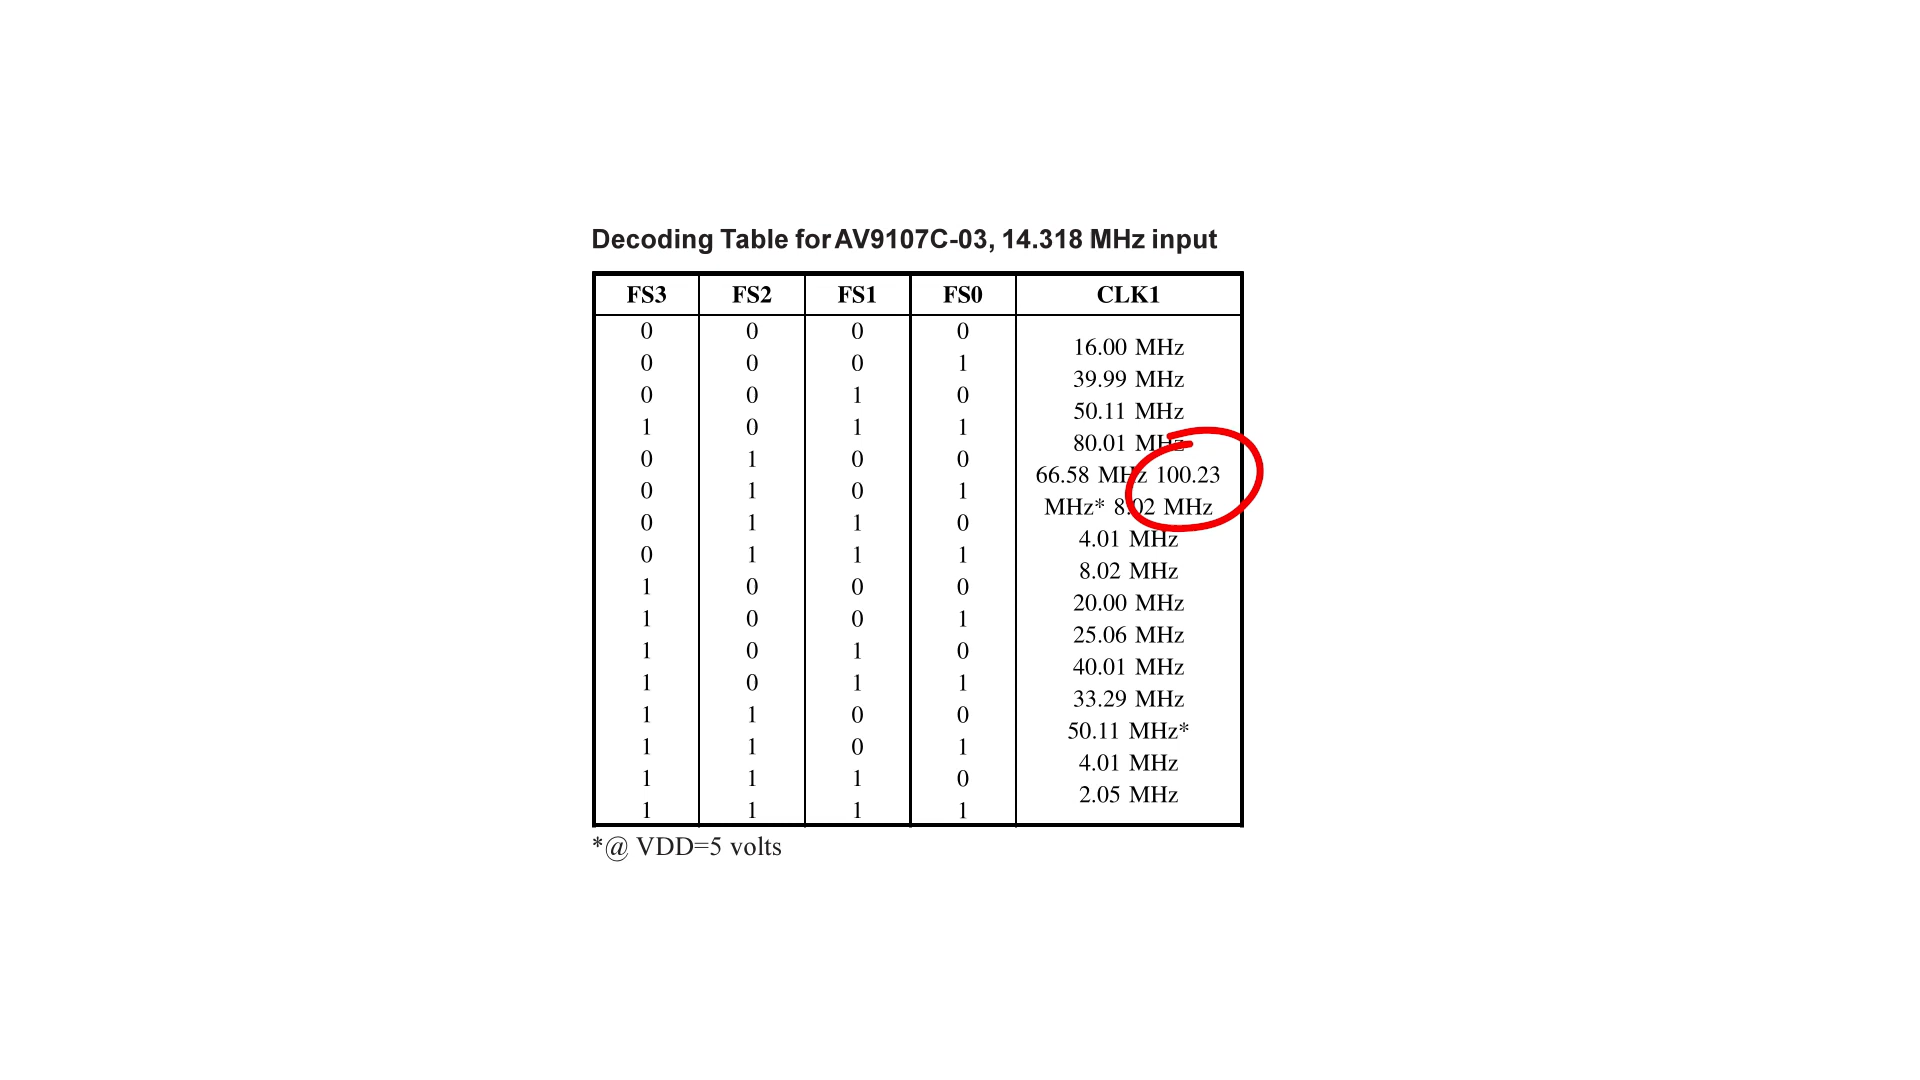 Decoding Table for AV9107C-03, 14.318 MHz input
FS3 FS2 FS1 FS0 CLK1
0 0 0 0
16.00 MHz
0 0 0 1
39.99 MHz
0 0 1 0
50.11 MHz
1 0 1 1
80.01 MHz
0 1 0 0
66.58 MHz 100.23
0 1 0 1
MHz* 8.02 MHz
0 1 1 0
4.01 MHz
0 1 1 1
8.02 MHz
1 0 0 0
20.00 MHz
1 0 0 1
25.06 MHz
1 0 1 0
40.01 MHz
1 0 1 1
33.29 MHz
1 1 0 0
50.11 MHz*
1 1 0 1
4.01 MHz
1 1 1 0
2.05 MHz
1 1 1 1
*@ VDD=5 volts